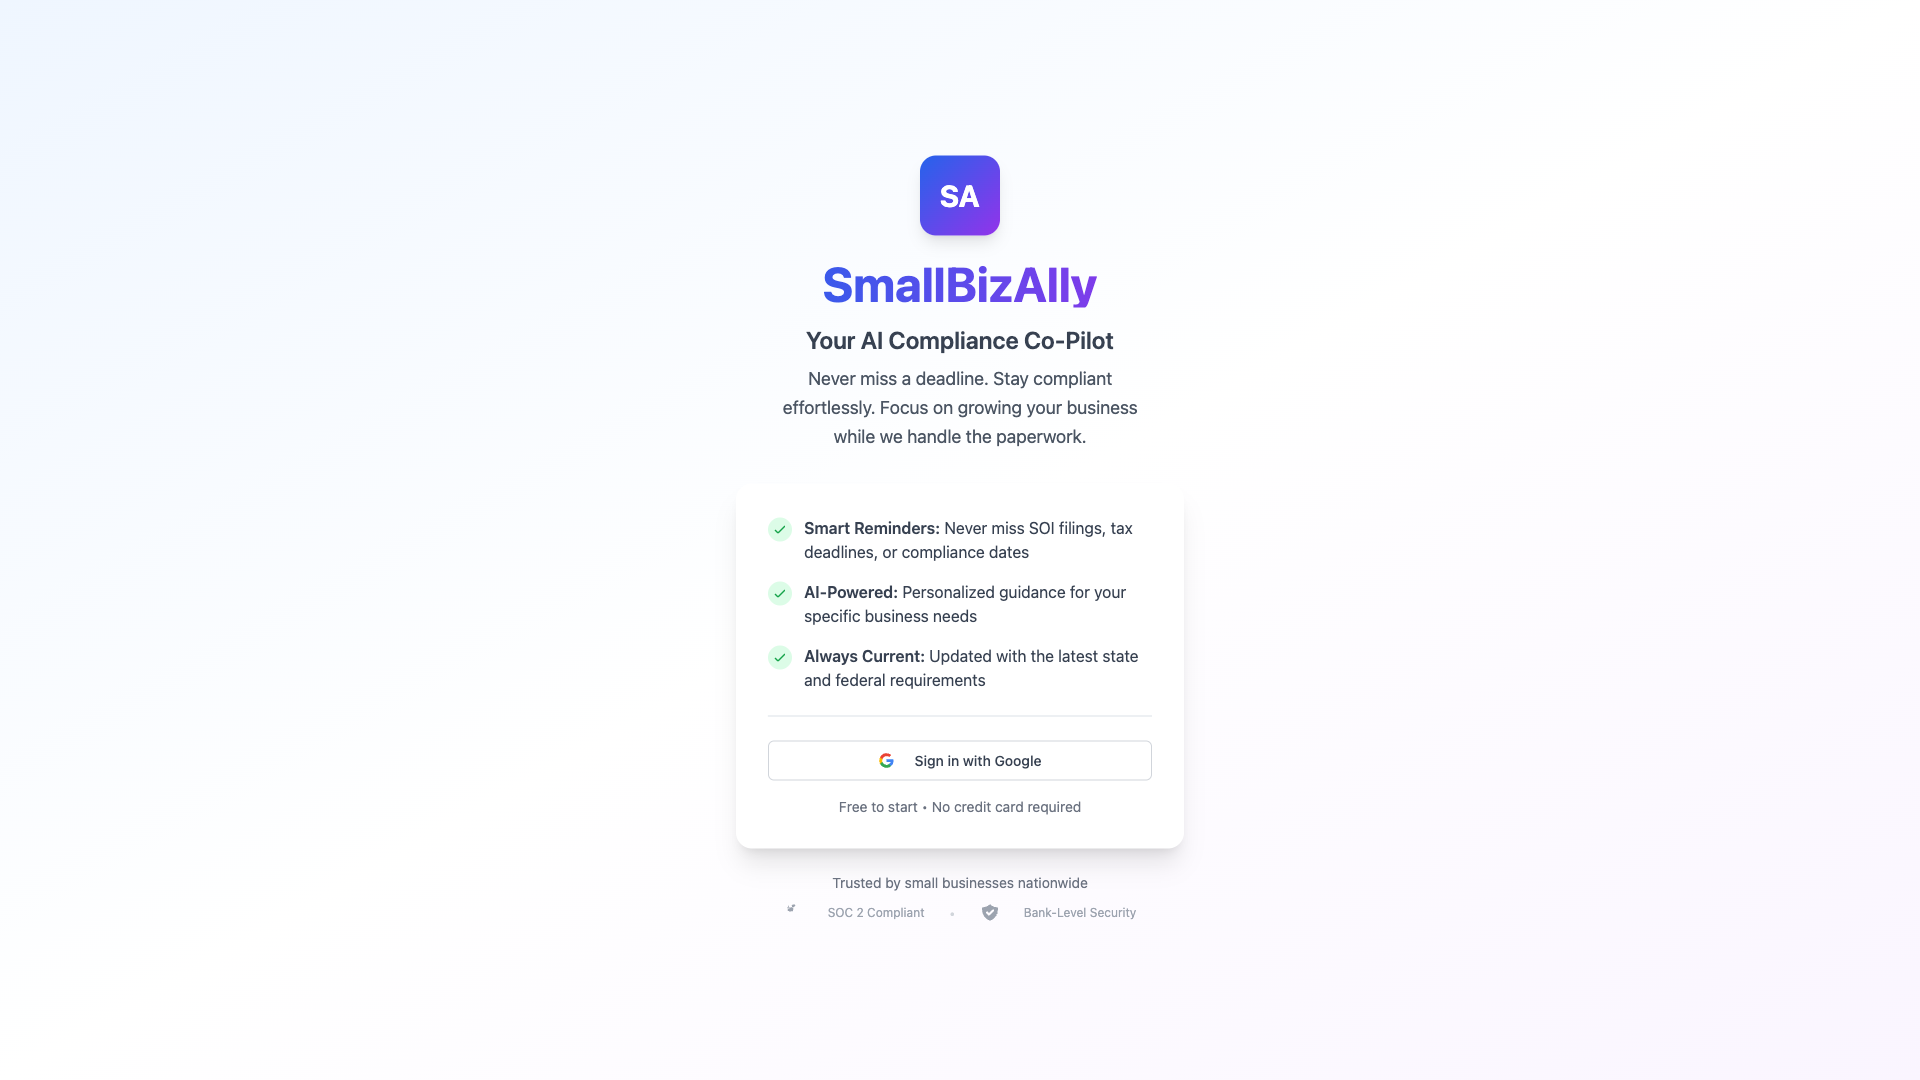 SA
SmallBizAlly
Your AI Compliance Co-Pilot
Never miss a deadline. Stay compliant
effortlessly. Focus on growing your business
while we handle the paperwork.
Smart Reminders: Never miss SOI filings, tax
deadlines, or compliance dates
AI-Powered: Personalized guidance for your
specific business needs
Always Current: Updated with the latest state
and federal requirements
Sign in with Google
Free to start • No credit card required
Trusted by small businesses nationwide
SOC 2 Compliant • Bank-Level Security